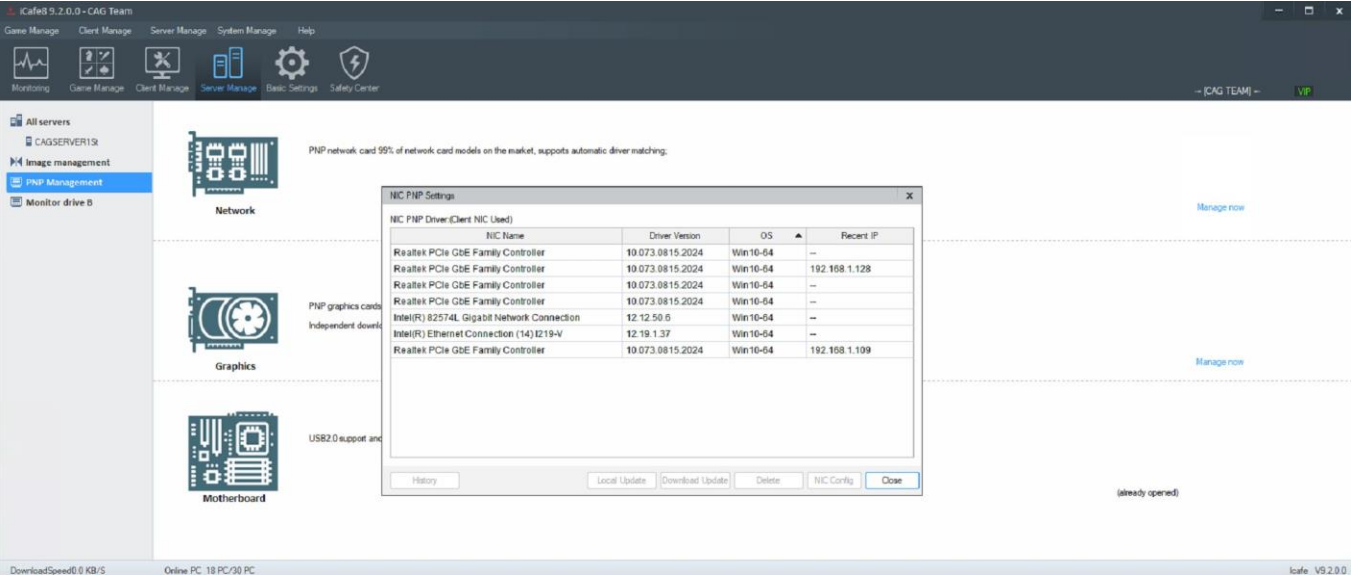 iCafe8 9.2.0.0 - CAG Team
Game Manage Client Manage Server Manage System Manage Help
Monitoring Game Manage Client Manage Server Manage Basic Settings Safety Center
-- [CAG TEAM] -- VIP
All servers
CAGSERVER1St
Image management
PNP Management
Monitor drive B
PNP network card 99% of network card models on the market, supports automatic driver matching;
Network
Manage now
PNP graphics cards
Independent downlo
Graphics
Manage now
USB2.0 support and
Motherboard
(already opened)
NIC PNP Settings x
NIC PNP Driver:(Client NIC Used)
NIC Name Driver Version OS Recent IP
Realtek PCIe GbE Family Controller 10.073.0815.2024 Win10-64 --
Realtek PCIe GbE Family Controller 10.073.0815.2024 Win10-64 192.168.1.128
Realtek PCIe GbE Family Controller 10.073.0815.2024 Win10-64 --
Realtek PCIe GbE Family Controller 10.073.0815.2024 Win10-64 --
Intel(R) 82574L Gigabit Network Connection 12.12.50.6 Win10-64 --
Intel(R) Ethernet Connection (14) I219-V 12.19.1.37 Win10-64 --
Realtek PCIe GbE Family Controller 10.073.0815.2024 Win10-64 192.168.1.109
History Local Update Download Update Delete NIC Config Close
DownloadSpeed0.0 KB/S Online PC 18 PC/30 PC Icafe V9.2.0.0